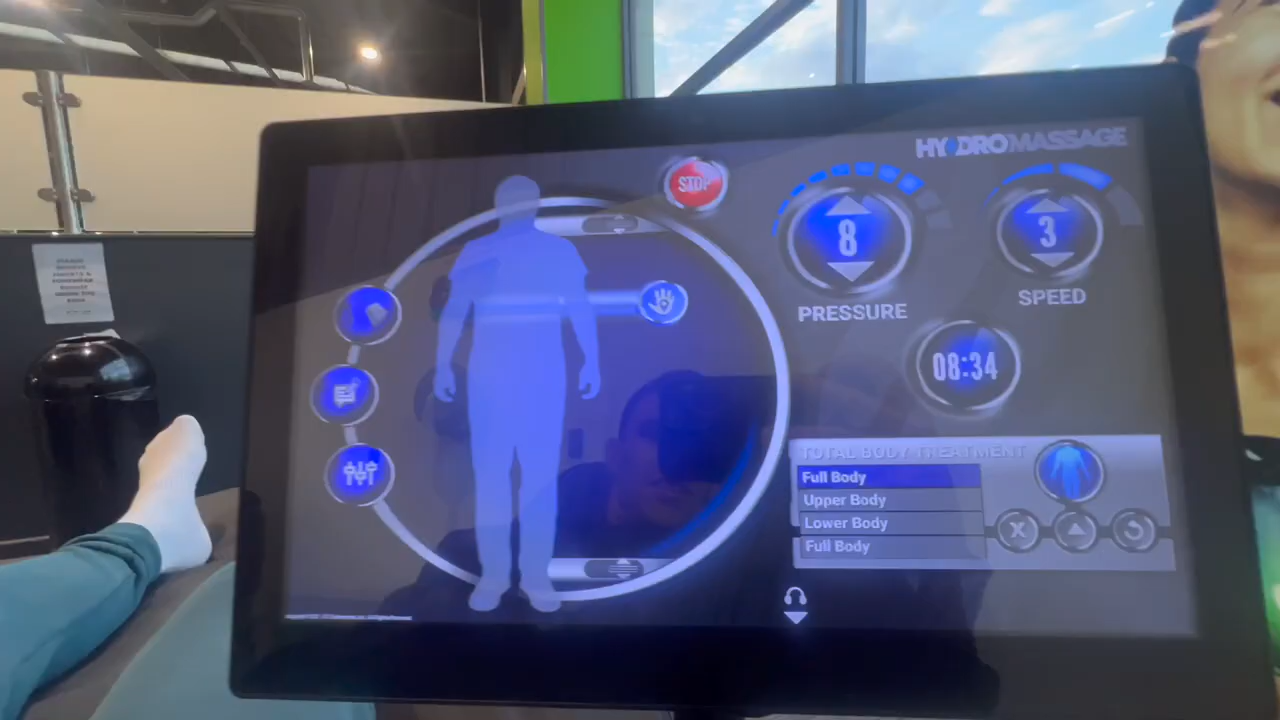 HYDROMASSAGE
STOP
8
3
PRESSURE
SPEED
08:34
TOTAL BODY TREATMENT
Full Body
Upper Body
Lower Body
Full Body
X